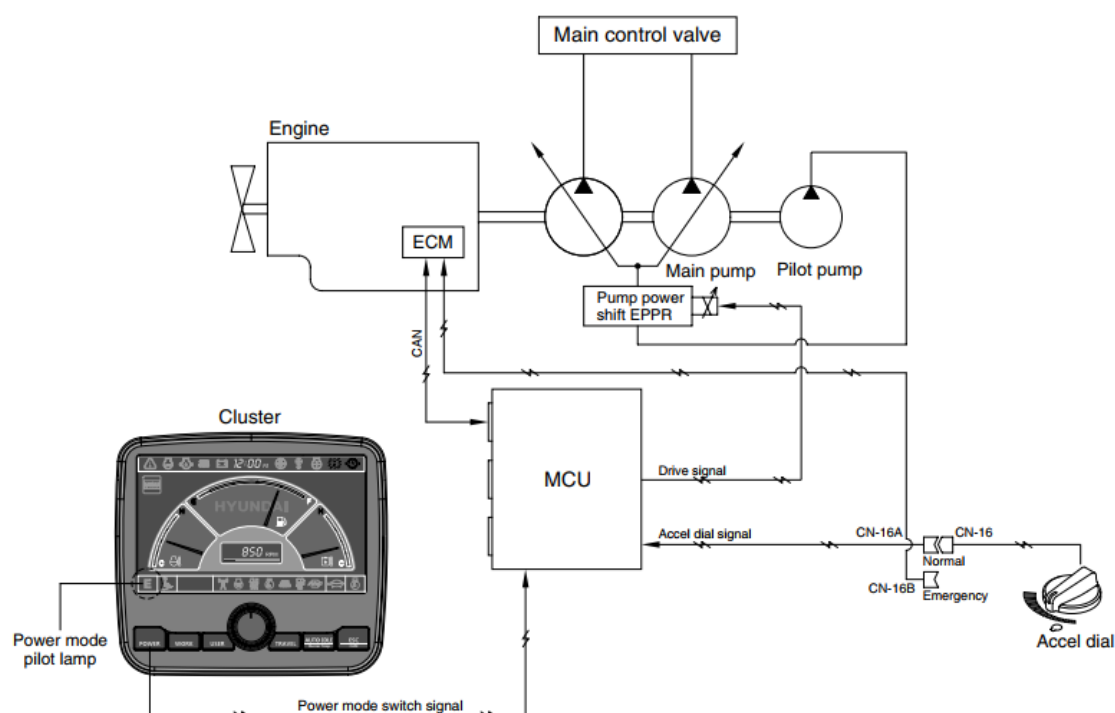 Main control valve
Engine
ECM
Main pump
Pilot pump
Pump power
shift EPPR
CAN
Cluster
12:00
HYUNDAI
E
F
H
H
C
C
850
MCU
Drive signal
Accel dial signal
CN-16A
CN-16
Normal
CN-16B
Emergency
Accel dial
Power mode
pilot lamp
POWER
WORK
USER
TRAVEL
AUTO IDLE
ESC
Power mode switch signal